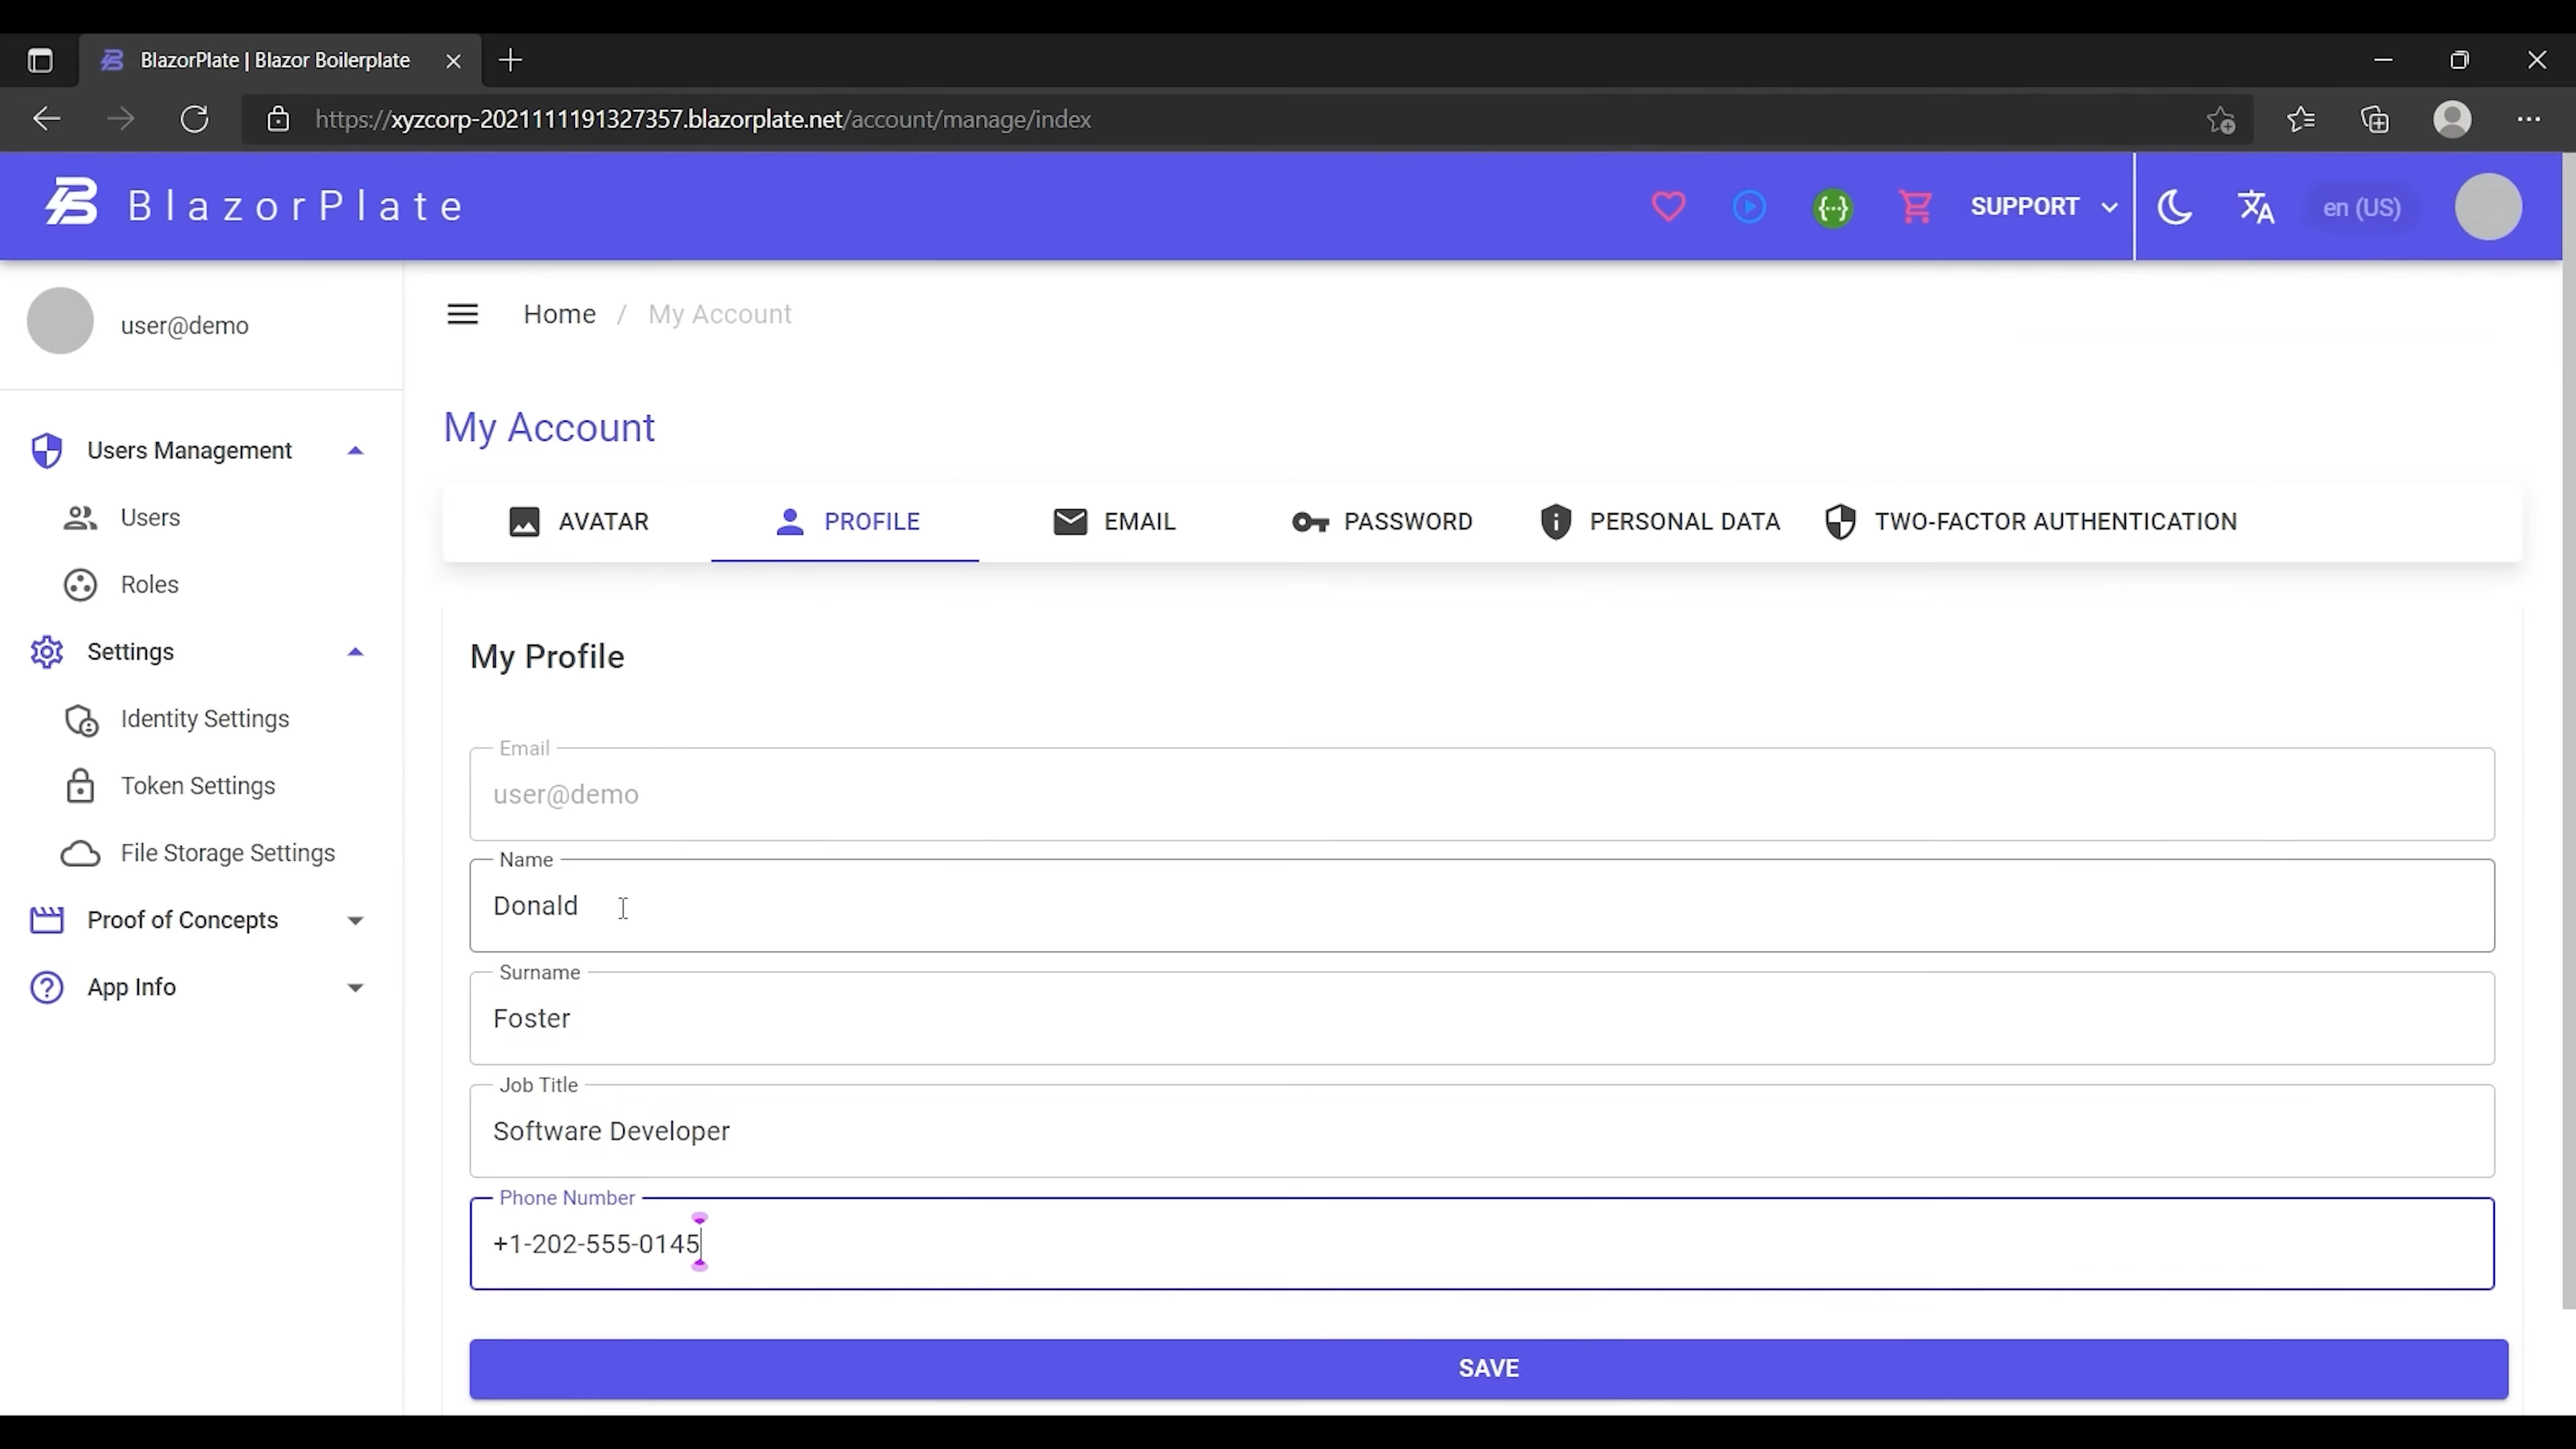 BlazorPlate | Blazor Boilerplate
https://xyzcorp-2021111191327357.blazorplate.net/account/manage/index
BlazorPlate
SUPPORT
en (US)
user@demo
Home / My Account
My Account
Users Management
Users
Roles
Settings
Identity Settings
Token Settings
File Storage Settings
Proof of Concepts
App Info
AVATAR
PROFILE
EMAIL
PASSWORD
PERSONAL DATA
TWO-FACTOR AUTHENTICATION
My Profile
Email
user@demo
Name
Donald
Surname
Foster
Job Title
Software Developer
Phone Number
+1-202-555-0145
SAVE